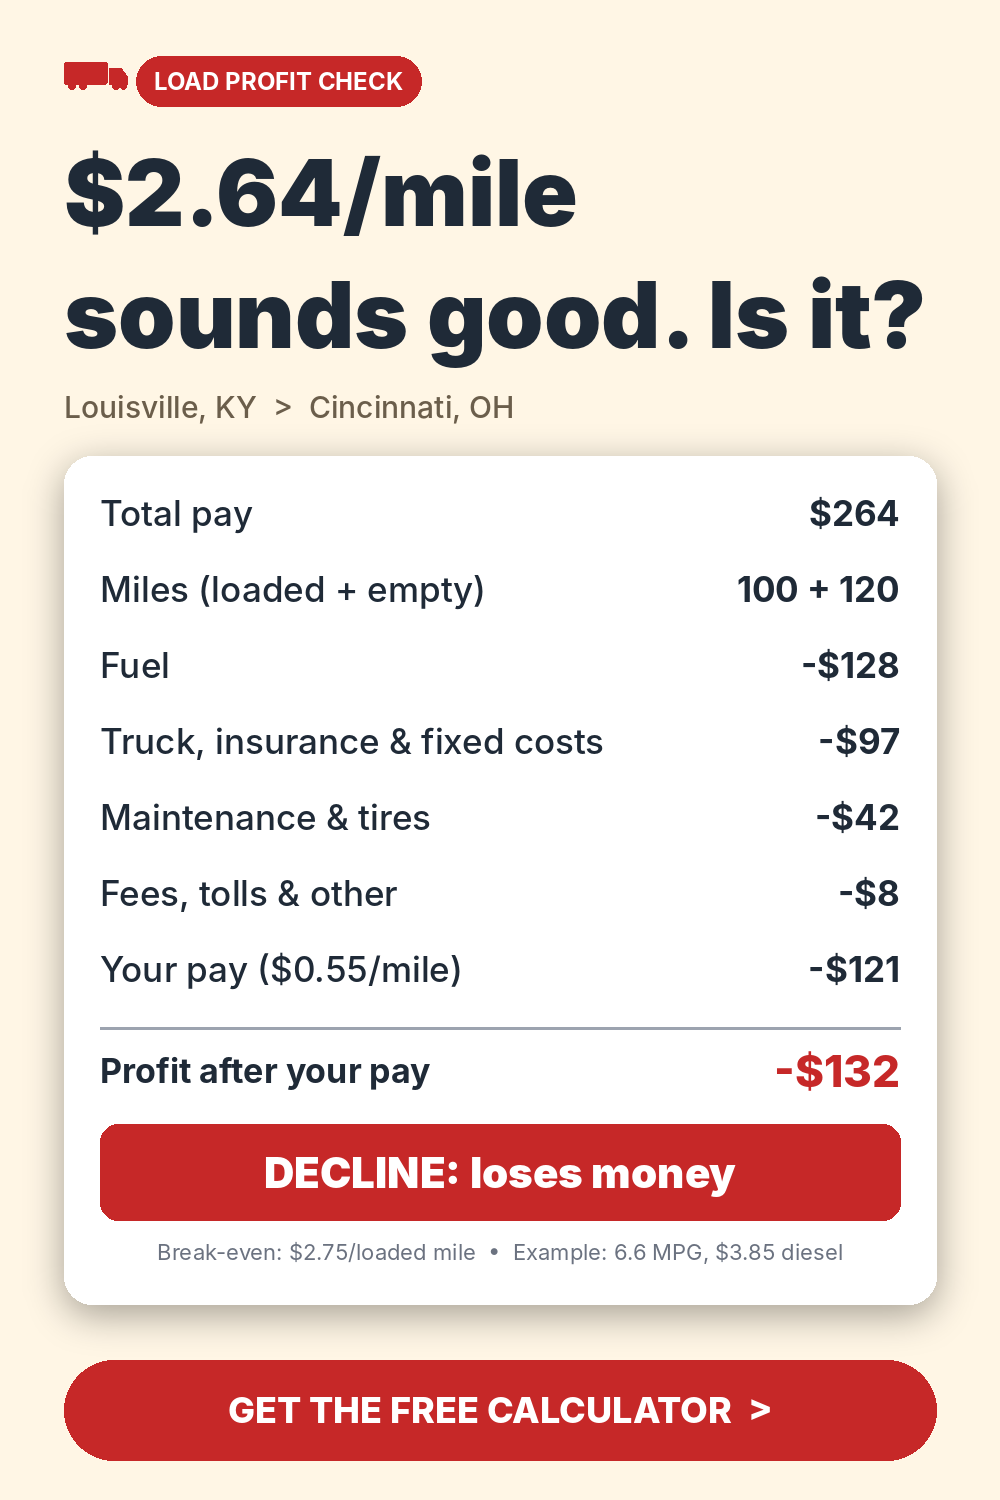 LOAD PROFIT CHECK
$2.64/mile
sounds good. Is it?
Louisville, KY > Cincinnati, OH
Total pay $264
Miles (loaded + empty) 100 + 120
Fuel -$128
Truck, insurance & fixed costs -$97
Maintenance & tires -$42
Fees, tolls & other -$8
Your pay ($0.55/mile) -$121
Profit after your pay -$132
DECLINE: loses money
Break-even: $2.75/loaded mile • Example: 6.6 MPG, $3.85 diesel
GET THE FREE CALCULATOR >